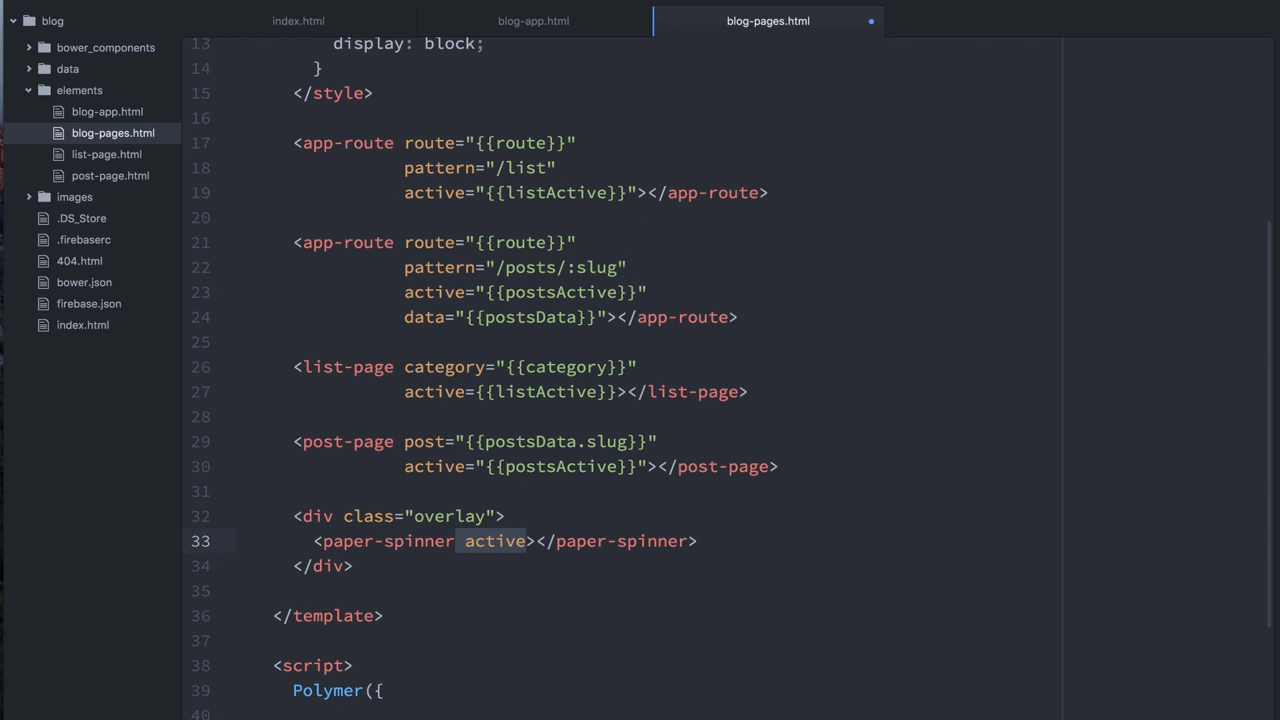 blog
index.html
blog-app.html
blog-pages.html
bower_components
data
elements
blog-app.html
blog-pages.html
list-page.html
post-page.html
images
.DS_Store
.firebaserc
404.html
bower.json
firebase.json
index.html
13 display: block;
14 }
15 </style>
16
17 <app-route route="{{route}}"
18 pattern="/list"
19 active="{{listActive}}"></app-route>
20
21 <app-route route="{{route}}"
22 pattern="/posts/:slug"
23 active="{{postsActive}}"
24 data="{{postsData}}"></app-route>
25
26 <list-page category="{{category}}"
27 active={{listActive}}></list-page>
28
29 <post-page post="{{postsData.slug}}"
30 active="{{postsActive}}"></post-page>
31
32 <div class="overlay">
33 <paper-spinner active></paper-spinner>
34 </div>
35
36 </template>
37
38 <script>
39 Polymer({
40